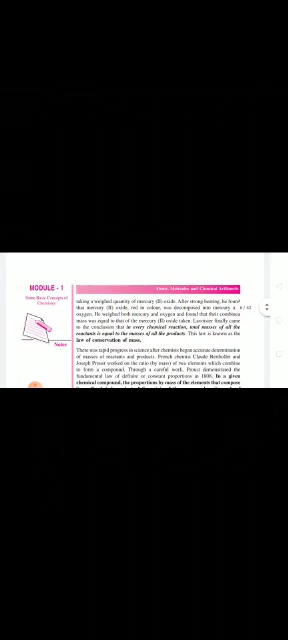 MODULE - 1
Atoms, Molecules and Chemical Arithmetic
Some Basic Concepts of
Chemistry
Notes
taking a weighed quantity of mercury (II) oxide. After strong heating, he found
that mercury (II) oxide, red in colour, was decomposed into mercury a
6 / 42
oxygen. He weighed both mercury and oxygen and found that their combined
mass was equal to that of the mercury (II) oxide taken. Lavoisier finally came
to the conclusion that in every chemical reaction, total masses of all the
reactants is equal to the masses of all the products. This law is known as the
law of conservation of mass.
There was rapid progress in science after chemists began accurate determination
of masses of reactants and products. French chemist Claude Berthollet and
Joseph Proust worked on the ratio (by mass) of two elements which combine
to form a compound. Through a careful work, Proust demonstrated the
fundamental law of definite or constant proportions in 1808. In a given
chemical compound, the proportions by mass of the elements that compose